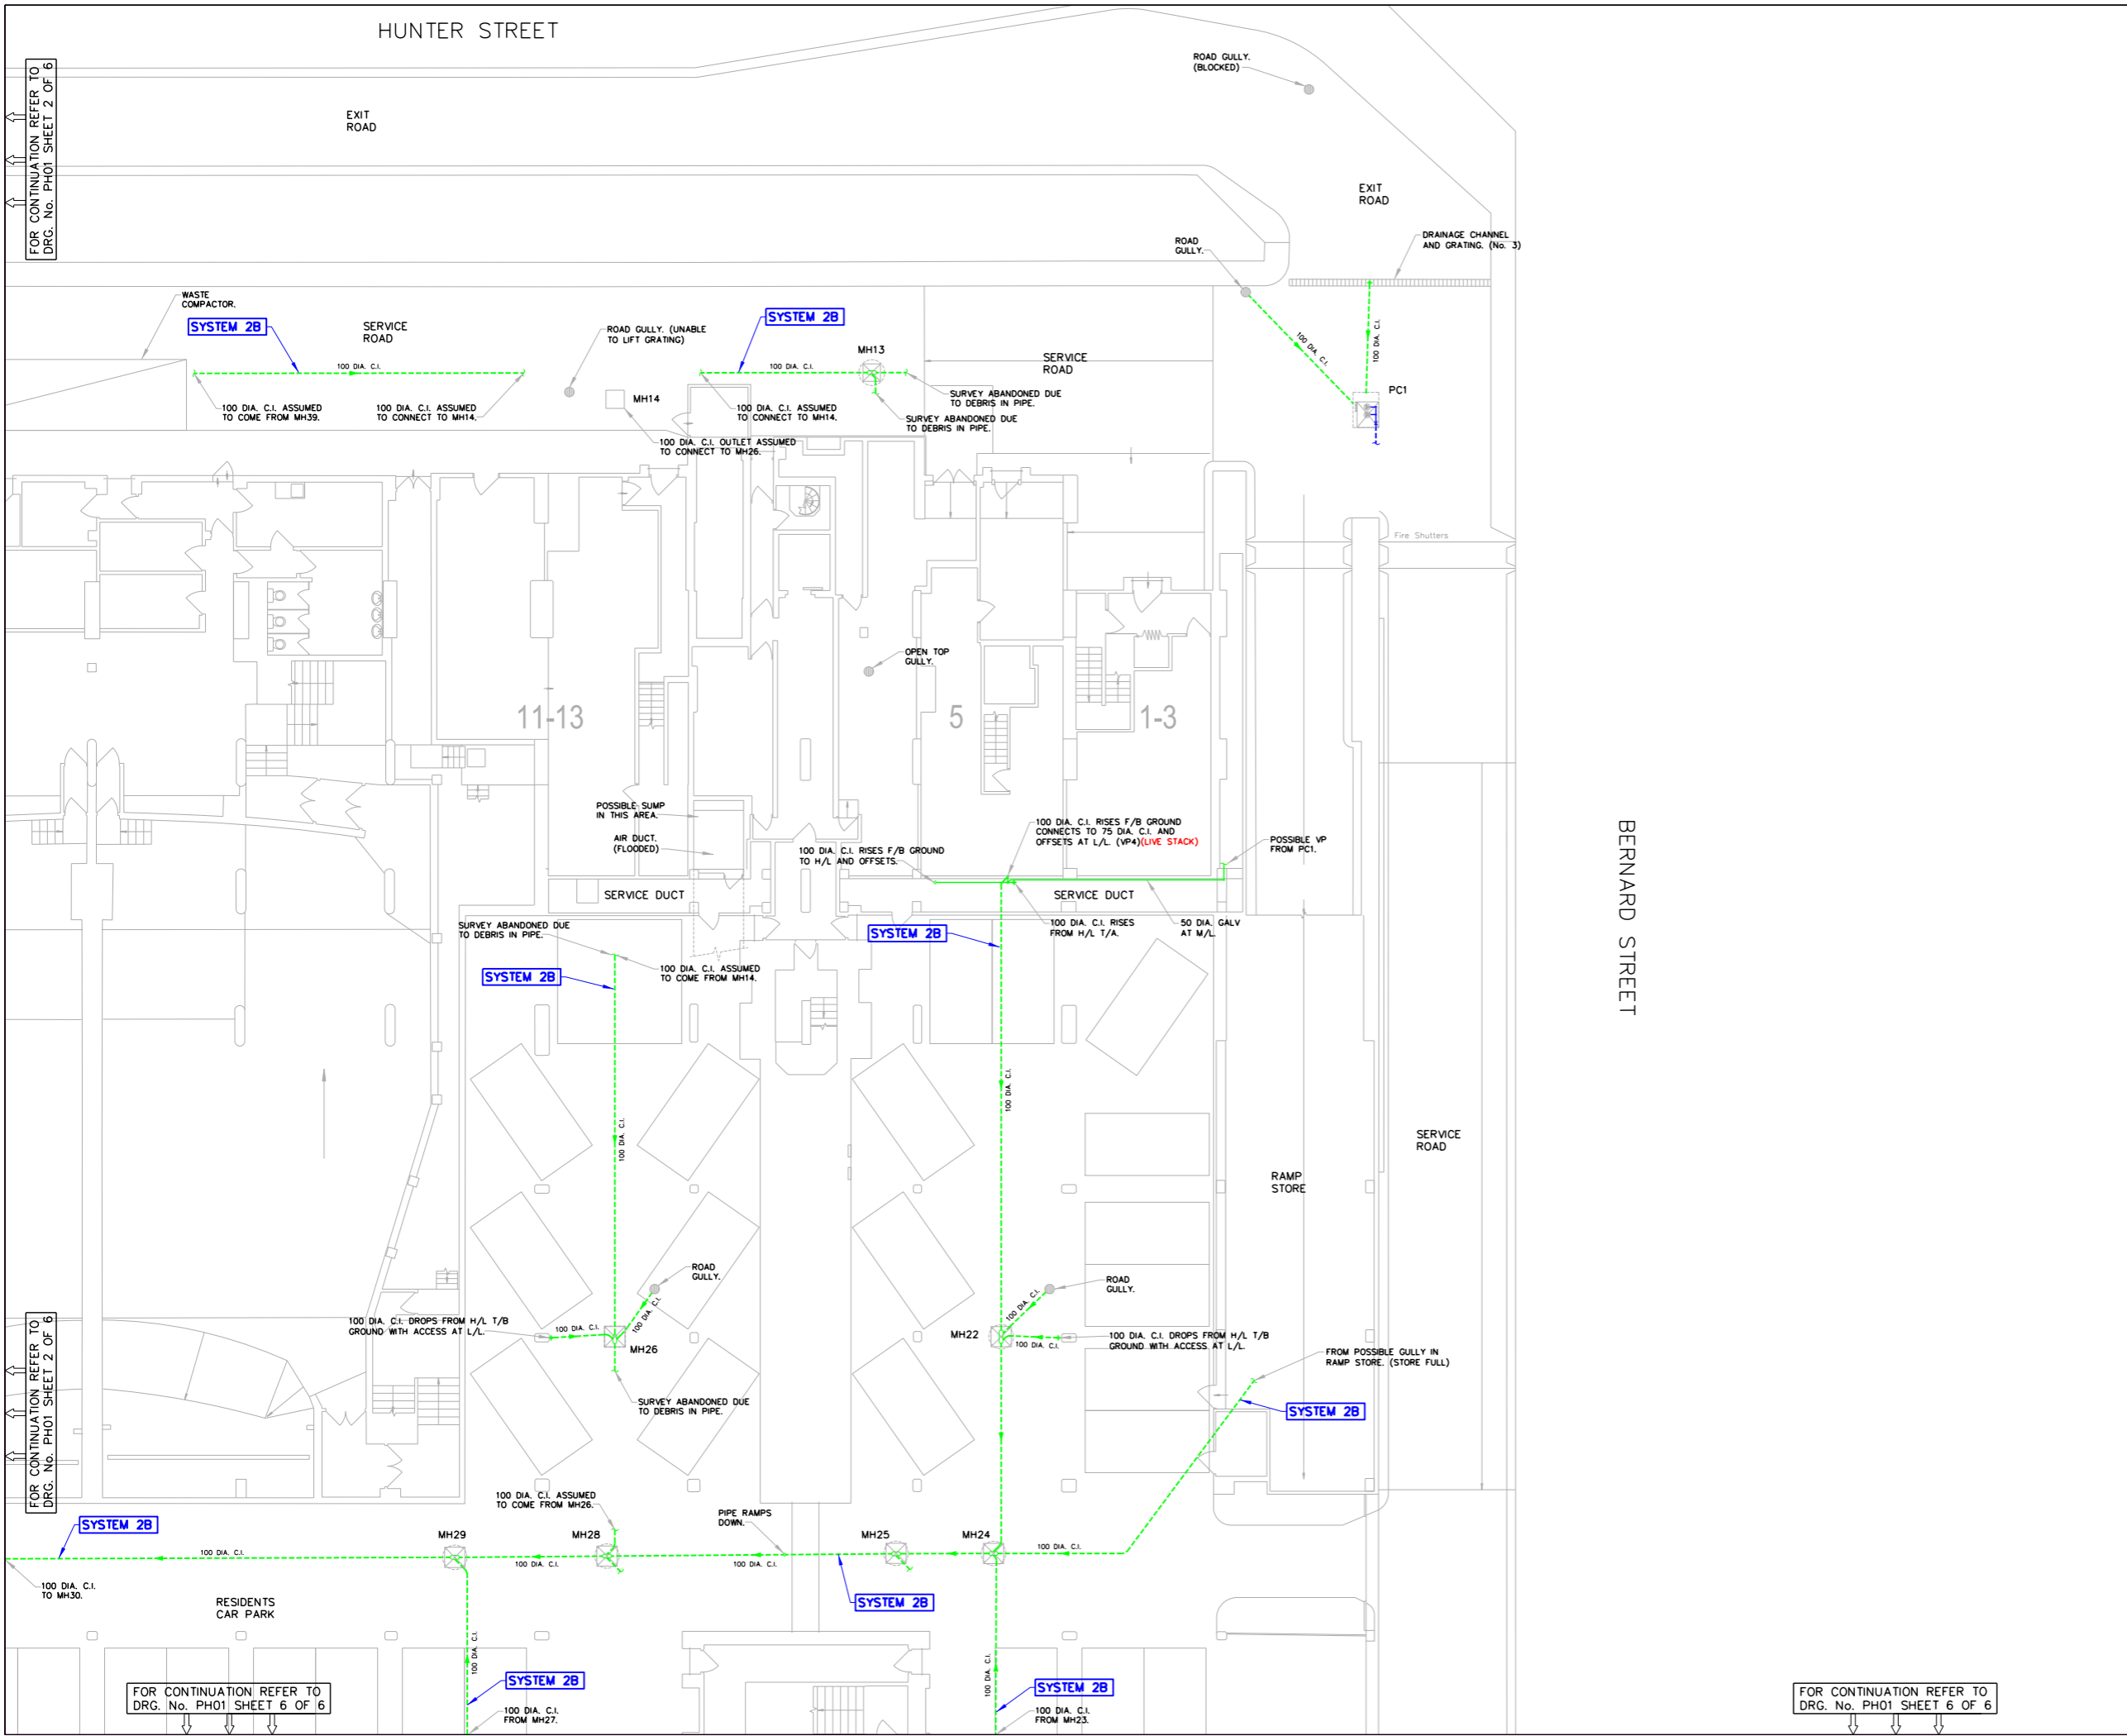 HUNTER STREET
FOR CONTINUATION REFER TO
DRG. No. PH01 SHEET 2 OF 6
EXIT
ROAD
ROAD GULLY.
(BLOCKED)
EXIT
ROAD
DRAINAGE CHANNEL
AND GRATING. (No. 3)
ROAD
GULLY.
WASTE
COMPACTOR.
SYSTEM 2B
SERVICE
ROAD
100 DIA. C.I.
100 DIA. C.I. ASSUMED
TO COME FROM MH39.
100 DIA. C.I. ASSUMED
TO CONNECT TO MH14.
ROAD GULLY. (UNABLE
TO LIFT GRATING)
MH14
100 DIA. C.I. OUTLET ASSUMED
TO CONNECT TO MH26.
SYSTEM 2B
100 DIA. C.I.
MH13
100 DIA. C.I. ASSUMED
TO CONNECT TO MH14.
SURVEY ABANDONED DUE
TO DEBRIS IN PIPE.
SURVEY ABANDONED DUE
TO DEBRIS IN PIPE.
SERVICE
ROAD
100 DIA. C.I.
100 DIA. C.I.
PC1
Fire Shutters
OPEN TOP
GULLY.
11-13
5
1-3
POSSIBLE SUMP
IN THIS AREA.
AIR DUCT.
(FLOODED)
100 DIA. C.I. RISES F/B GROUND
TO H/L AND OFFSETS.
100 DIA. C.I. RISES F/B GROUND
CONNECTS TO 75 DIA. C.I. AND
OFFSETS AT L/L. (VP4)(LIVE STACK)
POSSIBLE VP
FROM PC1.
SERVICE DUCT
SERVICE DUCT
100 DIA. C.I. RISES
FROM H/L T/A.
50 DIA. GALV
AT M/L.
BERNARD STREET
SURVEY ABANDONED DUE
TO DEBRIS IN PIPE.
SYSTEM 2B
100 DIA. C.I. ASSUMED
TO COME FROM MH14.
SYSTEM 2B
100 DIA. C.I.
100 DIA. C.I.
SERVICE
ROAD
RAMP
STORE
ROAD
GULLY.
100 DIA. C.I.
100 DIA. C.I. DROPS FROM H/L T/B
GROUND WITH ACCESS AT L/L.
100 DIA. C.I.
MH26
SURVEY ABANDONED DUE
TO DEBRIS IN PIPE.
ROAD
GULLY.
100 DIA. C.I.
MH22
100 DIA. C.I.
100 DIA. C.I. DROPS FROM H/L T/B
GROUND WITH ACCESS AT L/L.
FROM POSSIBLE GULLY IN
RAMP STORE. (STORE FULL)
SYSTEM 2B
FOR CONTINUATION REFER TO
DRG. No. PH01 SHEET 2 OF 6
SYSTEM 2B
100 DIA. C.I.
100 DIA. C.I.
TO MH30.
MH29
100 DIA. C.I. ASSUMED
TO COME FROM MH26.
MH28
100 DIA. C.I.
PIPE RAMPS
DOWN.
100 DIA. C.I.
MH25
MH24
100 DIA. C.I.
SYSTEM 2B
RESIDENTS
CAR PARK
100 DIA. C.I.
SYSTEM 2B
100 DIA. C.I.
FROM MH27.
100 DIA. C.I.
SYSTEM 2B
100 DIA. C.I.
FROM MH23.
FOR CONTINUATION REFER TO
DRG. No. PH01 SHEET 6 OF 6
FOR CONTINUATION REFER TO
DRG. No. PH01 SHEET 6 OF 6